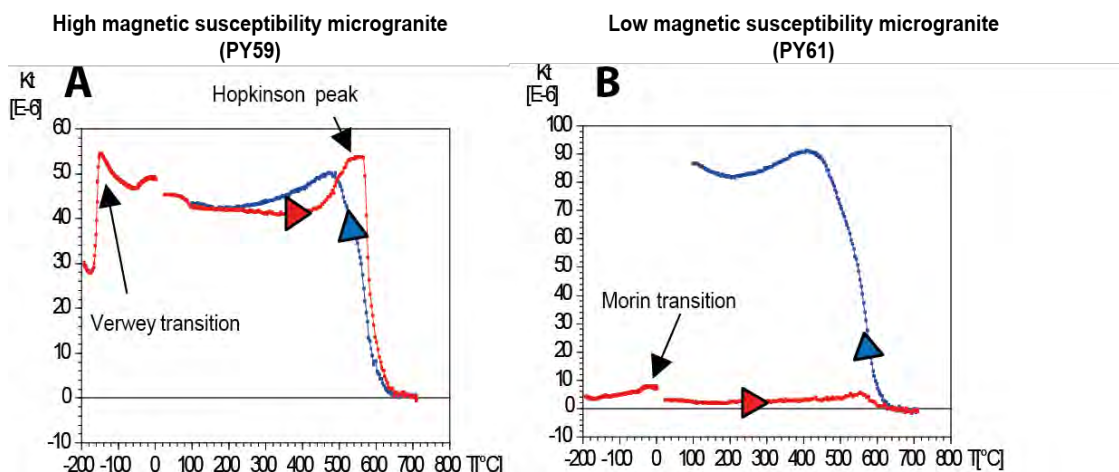 High magnetic susceptibility microgranite
(PY59)
Low magnetic susceptibility microgranite
(PY61)
Kt
[E-6]
A
Hopkinson peak
60
50
40
30
20
10
0
-10
Verwey transition
-200 -100 0 100 200 300 400 500 600 700 800 T[°C]
Kt
[E-6]
B
100
90
80
70
60
50
40
30
20
10
0
-10
Morin transition
-200 -100 0 100 200 300 400 500 600 700 800 T[°C]